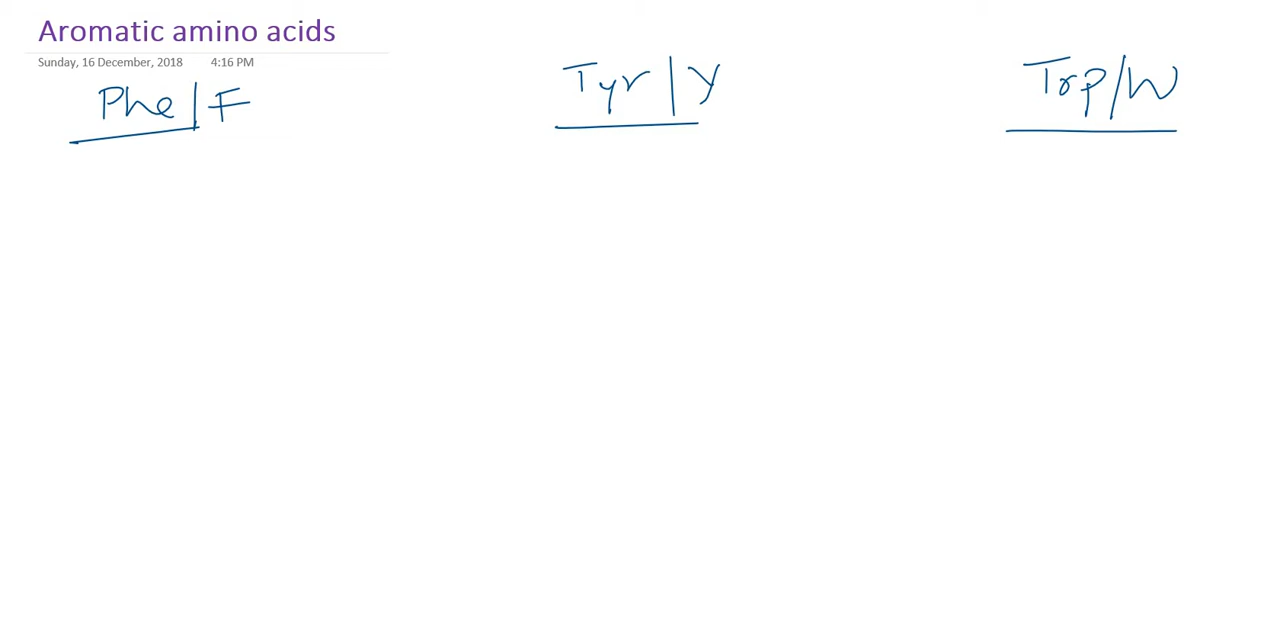 Aromatic amino acids
Sunday, 16 December, 2018 4:16 PM
Phe | F
Tyr | Y
Trp / W